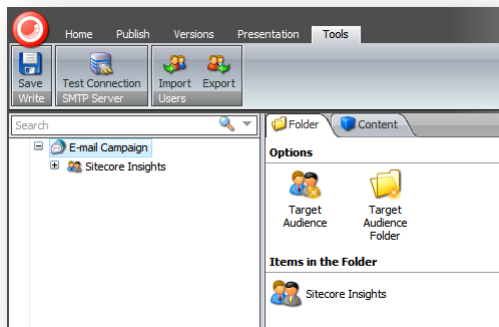 Home Publish Versions Presentation Tools
Save Test Connection Import Export
Write SMTP Server Users
Search
Folder Content
E-mail Campaign
Sitecore Insights
Options
Target
Audience
Target
Audience
Folder
Items in the Folder
Sitecore Insights